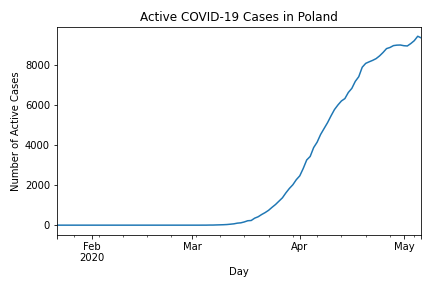 Active COVID-19 Cases in Poland
Number of Active Cases
8000
6000
4000
2000
0
Feb
2020
Mar
Apr
May
Day